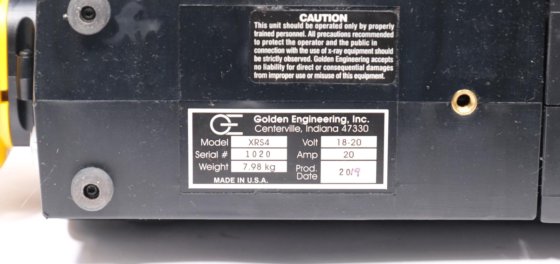 CAUTION
This unit should be operated only by properly
trained personnel. All precautions recommended
to protect the operator and the public in
connection with the use of x-ray equipment should
be strictly observed. Golden Engineering accepts
no liability for direct or consequential damages
from improper use or misuse of this equipment.
GE Golden Engineering, Inc.
Centerville, Indiana 47330
Model XRS4 Volt 18-20
Serial # 1020 Amp 20
Weight 7.98 kg Prod. Date 2019
MADE IN U.S.A.